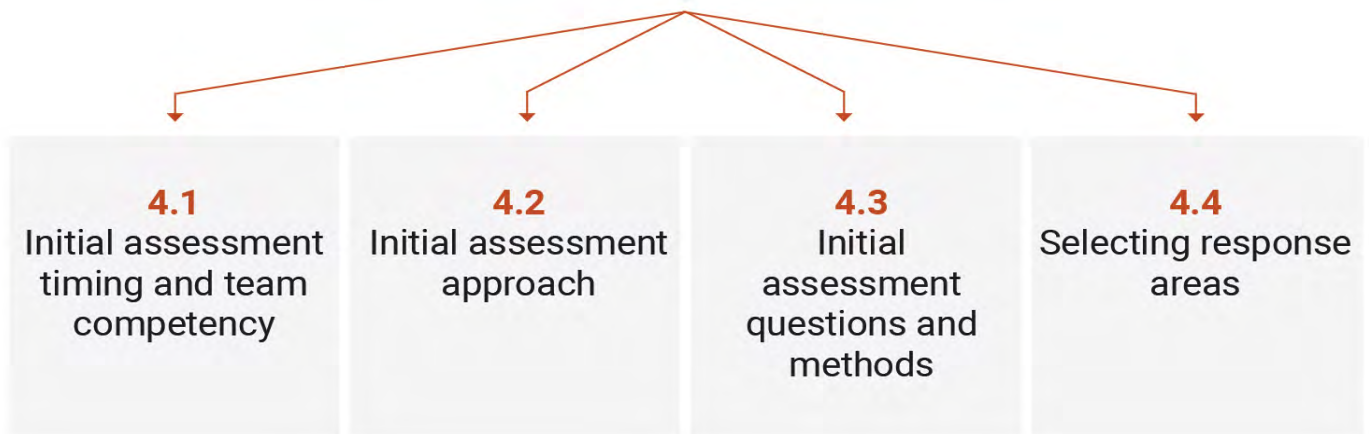 4.1
Initial assessment
timing and team
competency
4.2
Initial assessment
approach
4.3
Initial
assessment
questions and
methods
4.4
Selecting response
areas